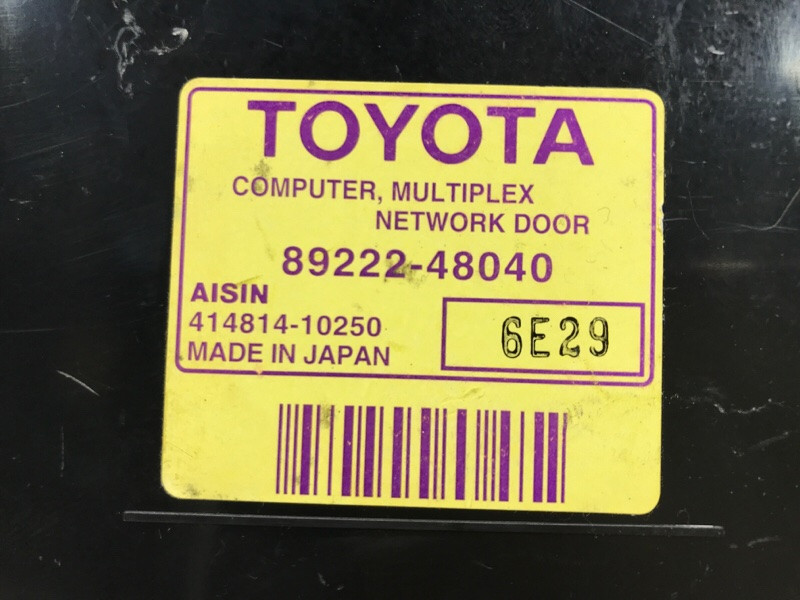 TOYOTA
COMPUTER, MULTIPLEX
NETWORK DOOR
89222-48040
AISIN
414814-10250
MADE IN JAPAN
6E29